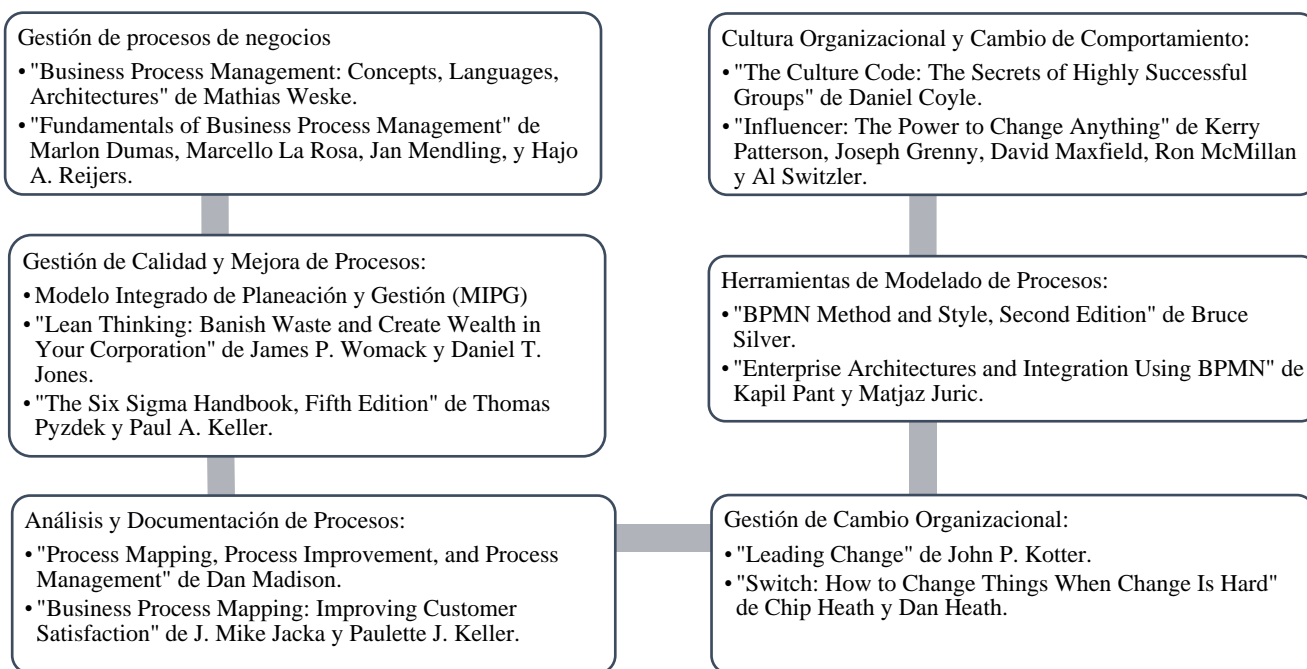 Gestión de procesos de negocios
• "Business Process Management: Concepts, Languages,
Architectures" de Mathias Weske.
• "Fundamentals of Business Process Management" de
Marlon Dumas, Marcello La Rosa, Jan Mendling, y Hajo
A. Reijers.
Gestión de Calidad y Mejora de Procesos:
• Modelo Integrado de Planeación y Gestión (MIPG)
• "Lean Thinking: Banish Waste and Create Wealth in
Your Corporation" de James P. Womack y Daniel T.
Jones.
• "The Six Sigma Handbook, Fifth Edition" de Thomas
Pyzdek y Paul A. Keller.
Análisis y Documentación de Procesos:
• "Process Mapping, Process Improvement, and Process
Management" de Dan Madison.
• "Business Process Mapping: Improving Customer
Satisfaction" de J. Mike Jacka y Paulette J. Keller.
Gestión de Cambio Organizacional:
• "Leading Change" de John P. Kotter.
• "Switch: How to Change Things When Change Is Hard"
de Chip Heath y Dan Heath.
Herramientas de Modelado de Procesos:
• "BPMN Method and Style, Second Edition" de Bruce
Silver.
• "Enterprise Architectures and Integration Using BPMN" de
Kapil Pant y Matjaz Juric.
Cultura Organizacional y Cambio de Comportamiento:
• "The Culture Code: The Secrets of Highly Successful
Groups" de Daniel Coyle.
• "Influencer: The Power to Change Anything" de Kerry
Patterson, Joseph Grenny, David Maxfield, Ron McMillan
y Al Switzler.